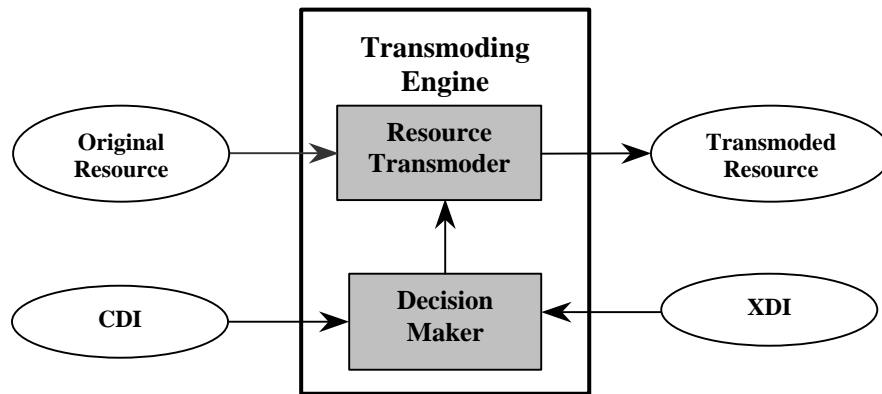 Transmoding
Engine
Original
Resource
Resource
Transmoder
Transmoded
Resource
CDI
Decision
Maker
XDI